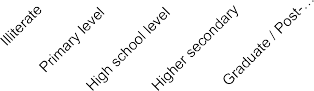 Illiterate
Primary level
High school level
Higher secondary
Graduate / Post-...